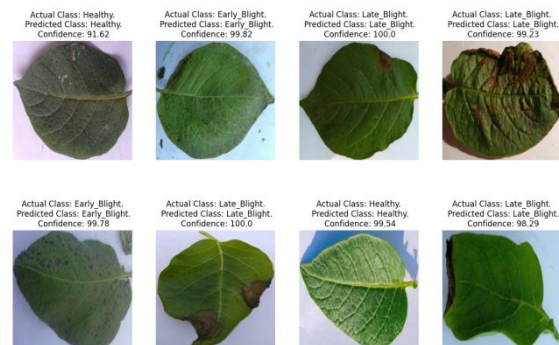 Actual Class: Healthy.
Predicted Class: Healthy.
Confidence: 91.62
Actual Class: Early_Blight.
Predicted Class: Early_Blight.
Confidence: 99.82
Actual Class: Late_Blight.
Predicted Class: Late_Blight.
Confidence: 100.0
Actual Class: Late_Blight.
Predicted Class: Late_Blight.
Confidence: 99.23
Actual Class: Early_Blight.
Predicted Class: Early_Blight.
Confidence: 99.78
Actual Class: Late_Blight.
Predicted Class: Late_Blight.
Confidence: 100.0
Actual Class: Healthy.
Predicted Class: Healthy.
Confidence: 99.54
Actual Class: Late_Blight.
Predicted Class: Late_Blight.
Confidence: 98.29